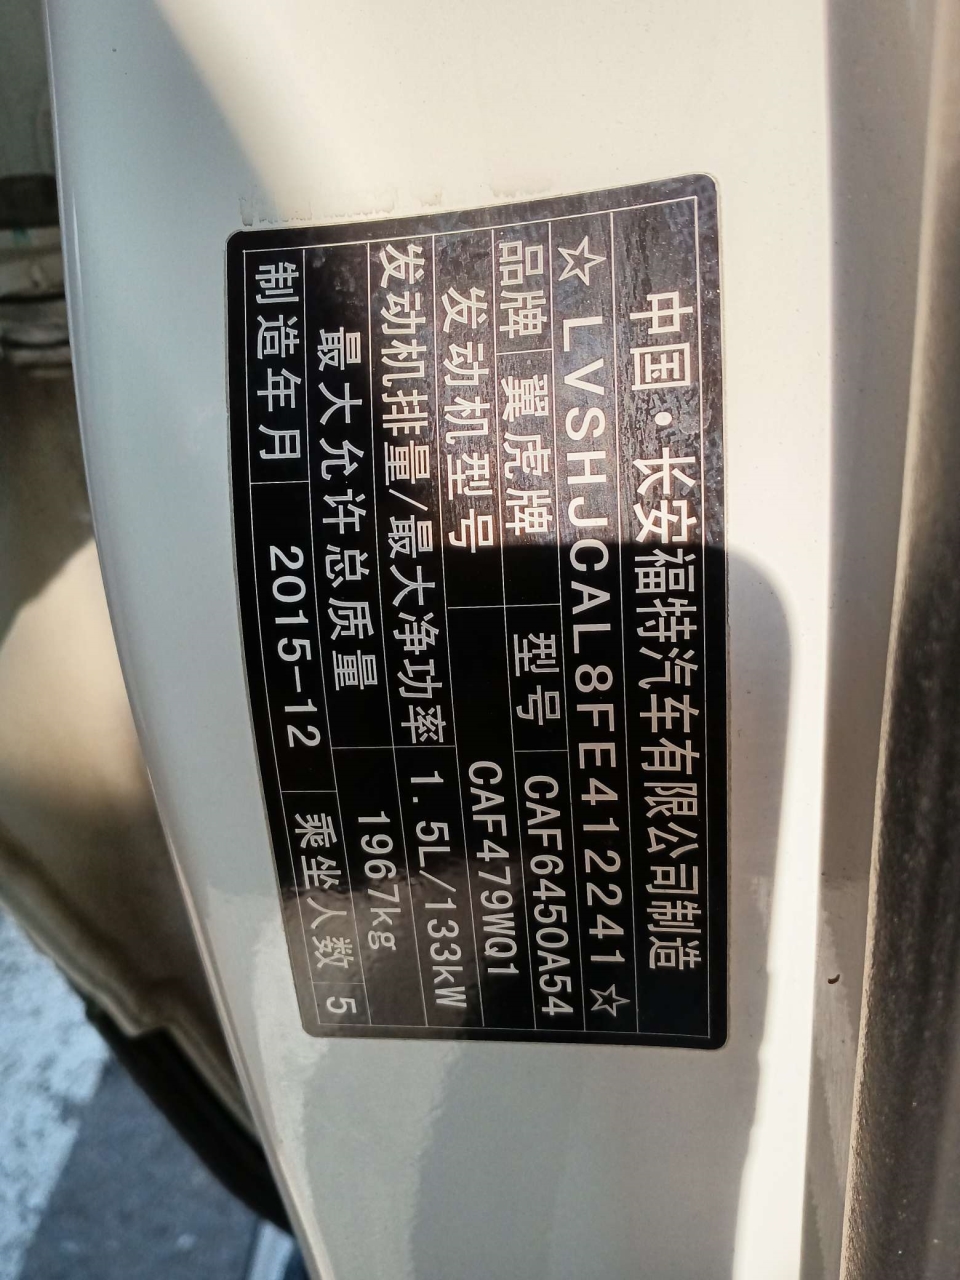 中国·长安福特汽车有限公司制造
☆LVSHJCAL8FE412241☆
品牌 翼虎牌 型号 CAF6450A54
发动机型号 CAF479WQ1
发动机排量/最大净功率 1.5L/133kW
最大允许总质量 1967kg
制造年月 2015-12 乘坐人数 5